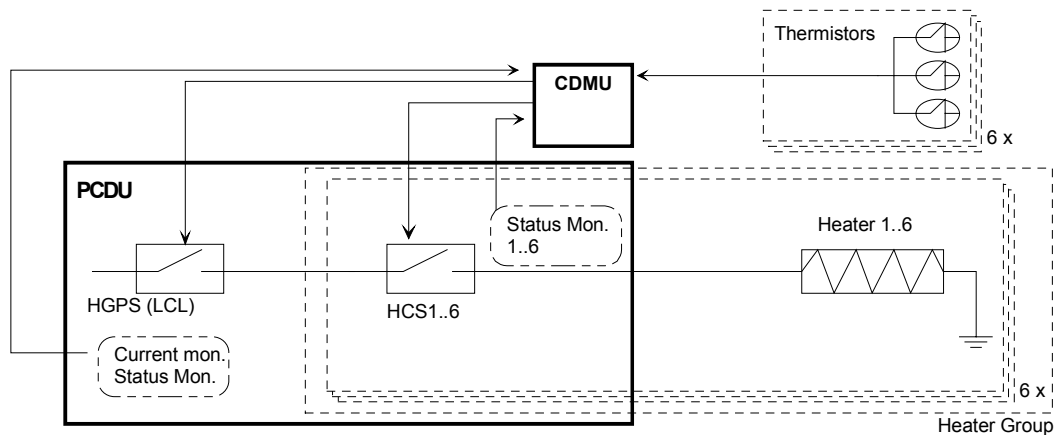 Thermistors
CDMU
6 x
PCDU
Status Mon.
1..6
Heater 1..6
HGPS (LCL)
HCS1..6
Current mon.
Status Mon.
6 x
Heater Group